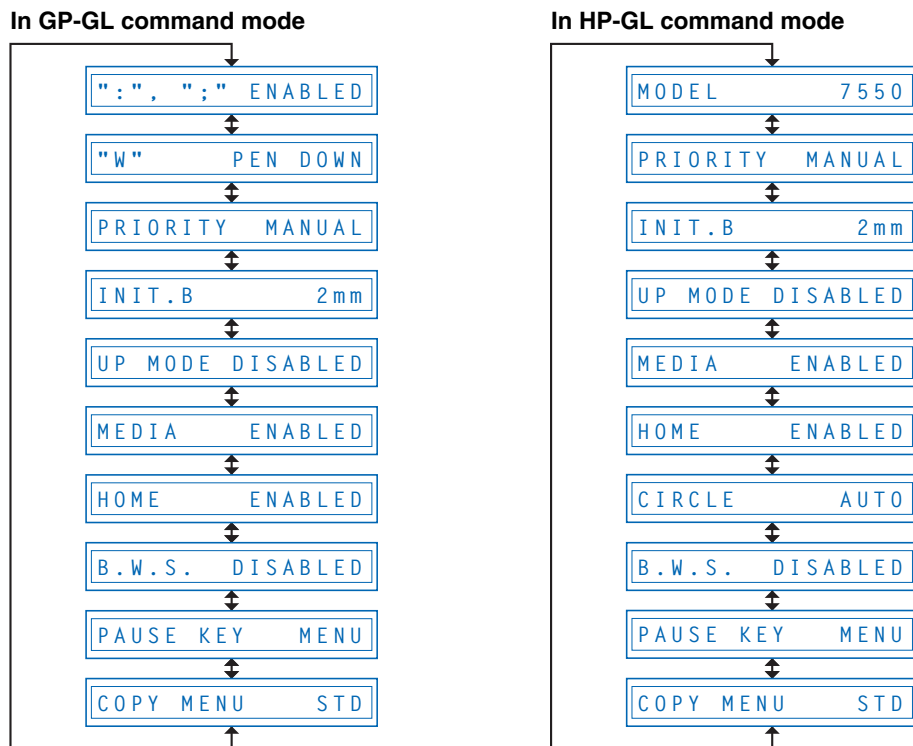 In GP-GL command mode
":", ";" ENABLED
"W" PEN DOWN
PRIORITY MANUAL
INIT.B 2mm
UP MODE DISABLED
MEDIA ENABLED
HOME ENABLED
B.W.S. DISABLED
PAUSE KEY MENU
COPY MENU STD
In HP-GL command mode
MODEL 7550
PRIORITY MANUAL
INIT.B 2mm
UP MODE DISABLED
MEDIA ENABLED
HOME ENABLED
CIRCLE AUTO
B.W.S. DISABLED
PAUSE KEY MENU
COPY MENU STD